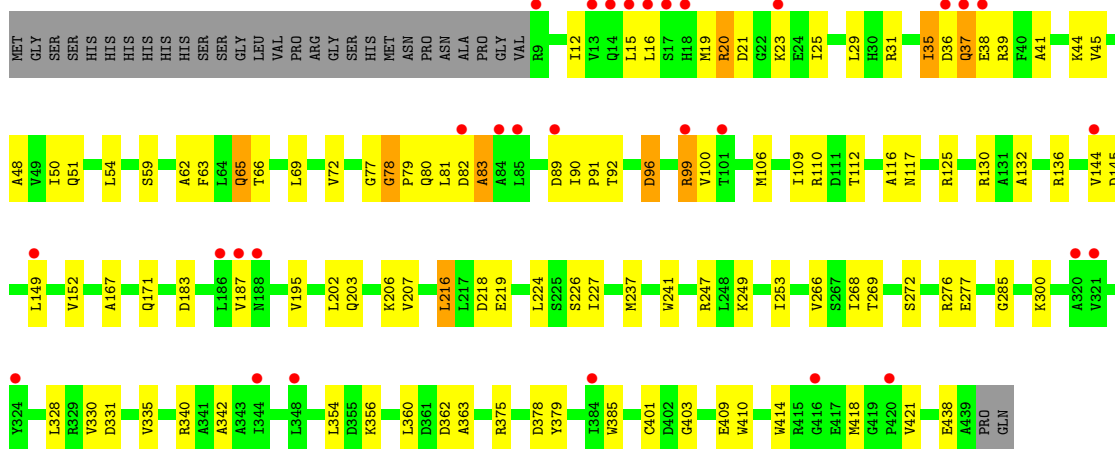 MET GLY SER SER HIS HIS HIS HIS HIS HIS SER SER GLY LEU VAL PRO ARG GLY SER HIS MET ASN PRO ASN ALA PRO GLY VAL R9 I12 V13 Q14 L15 L16 S17 H18 M19 R20 D21 G22 K23 E24 I25 L29 H30 R31 I35 D36 Q37 E38 R39 F40 A41 K44 V45
A48 V49 I50 Q51 L54 S59 A62 F63 L64 Q65 T66 L69 V72 G77 G78 P79 Q80 L81 D82 A83 A84 L85 D89 I90 P91 T92 D96 R99 V100 T101 M106 I109 R110 D111 T112 A116 N117 R125 R130 A131 A132 R136 V144 D145
L149 V152 A167 Q171 D183 L186 V187 N188 V195 L202 Q203 K206 V207 L216 L217 D218 E219 L224 S225 S226 I227 M237 W241 R247 L248 K249 I253 V266 S267 I268 T269 S272 R276 E277 G285 K300 A320 V321
Y324 L328 R329 V330 D331 V335 R340 A341 A342 A343 I344 L348 L354 D355 K356 L360 D361 D362 A363 R375 D378 Y379 I384 W385 C401 D402 G403 E409 W410 W414 R415 G416 E417 M418 G419 P420 V421 E438 A439 PRO GLN